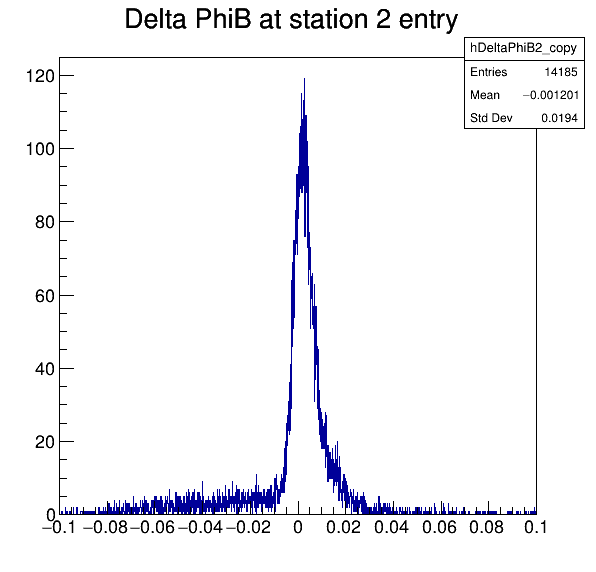 Delta PhiB at station 2 entry
hDeltaPhiB2_copy
Entries 14185
Mean −0.001201
Std Dev 0.0194
120
100
80
60
40
20
0
−0.1 −0.08 −0.06 −0.04 −0.02 0 0.02 0.04 0.06 0.08 0.1